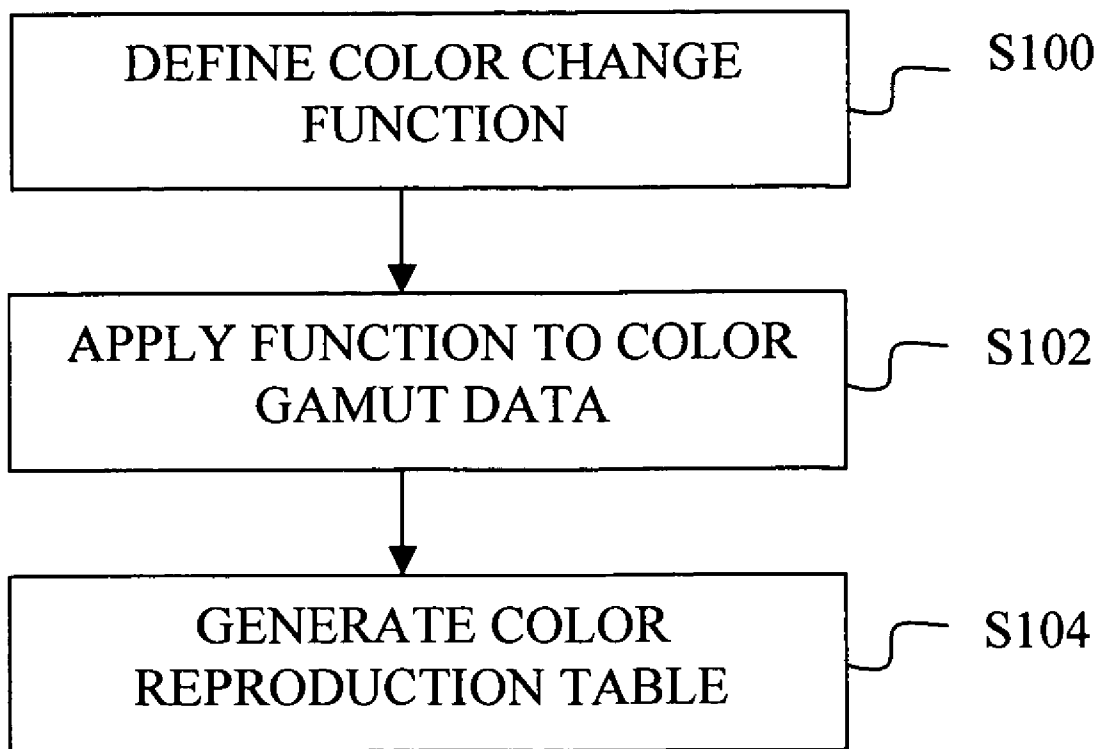 DEFINE COLOR CHANGE
FUNCTION
S100
APPLY FUNCTION TO COLOR
GAMUT DATA
S102
GENERATE COLOR
REPRODUCTION TABLE
S104